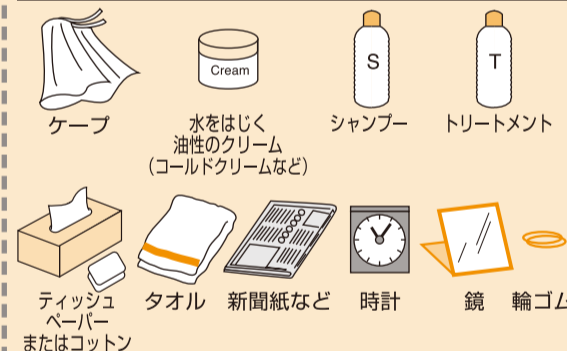 Cream
S
T
ケープ
水をはじく
油性のクリーム
(コールドクリームなど)
シャンプー
トリートメント
ティッシュ
ペーパー
またはコットン
タオル
新聞紙など
時計
鏡
輪ゴム